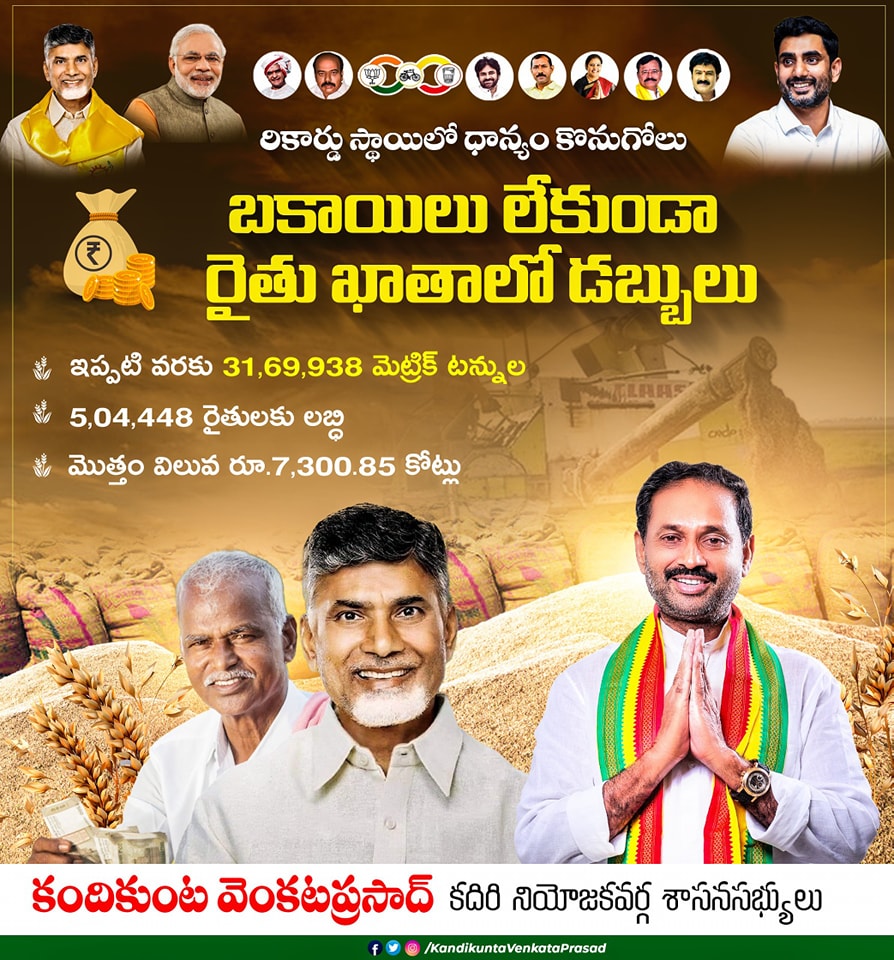 రికార్డు స్థాయిలో ధాన్యం కొనుగోలు
బకాయిలు లేకుండా
రైతు ఖాతాలో డబ్బులు
ఇప్పటి వరకు 31,69,938 మెట్రిక్ టన్నుల
5,04,448 రైతులకు లబ్ధి
మొత్తం విలువ రూ.7,300.85 కోట్లు
కందికుంట వెంకటప్రసాద్ కదిరి నియోజకవర్గ శాసనసభ్యులు
/KandikuntaVenkataPrasad